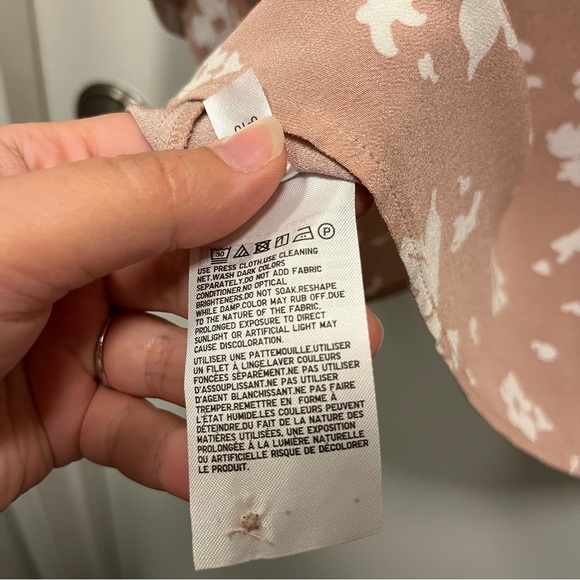 30
P
USE PRESS CLOTH.USE CLEANING
NET.WASH DARK COLORS
SEPARATELY.DO NOT ADD FABRIC
CONDITIONER.NO OPTICAL
BRIGHTENERS.DO NOT SOAK.RESHAPE
WHILE DAMP.COLOR MAY RUB OFF.DUE
TO THE NATURE OF THE FABRIC,
PROLONGED EXPOSURE TO DIRECT
SUNLIGHT OR ARTIFICIAL LIGHT MAY
CAUSE DISCOLORATION.
UTILISER UNE PATTEMOUILLE.UTILISER
UN FILET À LINGE.LAVER COULEURS
FONCÉES SÉPARÉMENT.NE PAS UTILISER
D'ASSOUPLISSANT.NE PAS UTILISER
D'AGENT BLANCHISSANT.NE PAS FAIRE
TREMPER.REMETTRE EN FORME À
L'ÉTAT HUMIDE.LES COULEURS PEUVENT
DÉTEINDRE.DU FAIT DE LA NATURE DES
MATIÈRES UTILISÉES, UNE EXPOSITION
PROLONGÉE À LA LUMIÈRE NATURELLE
OU ARTIFICIELLE RISQUE DE DÉCOLORER
LE PRODUIT.